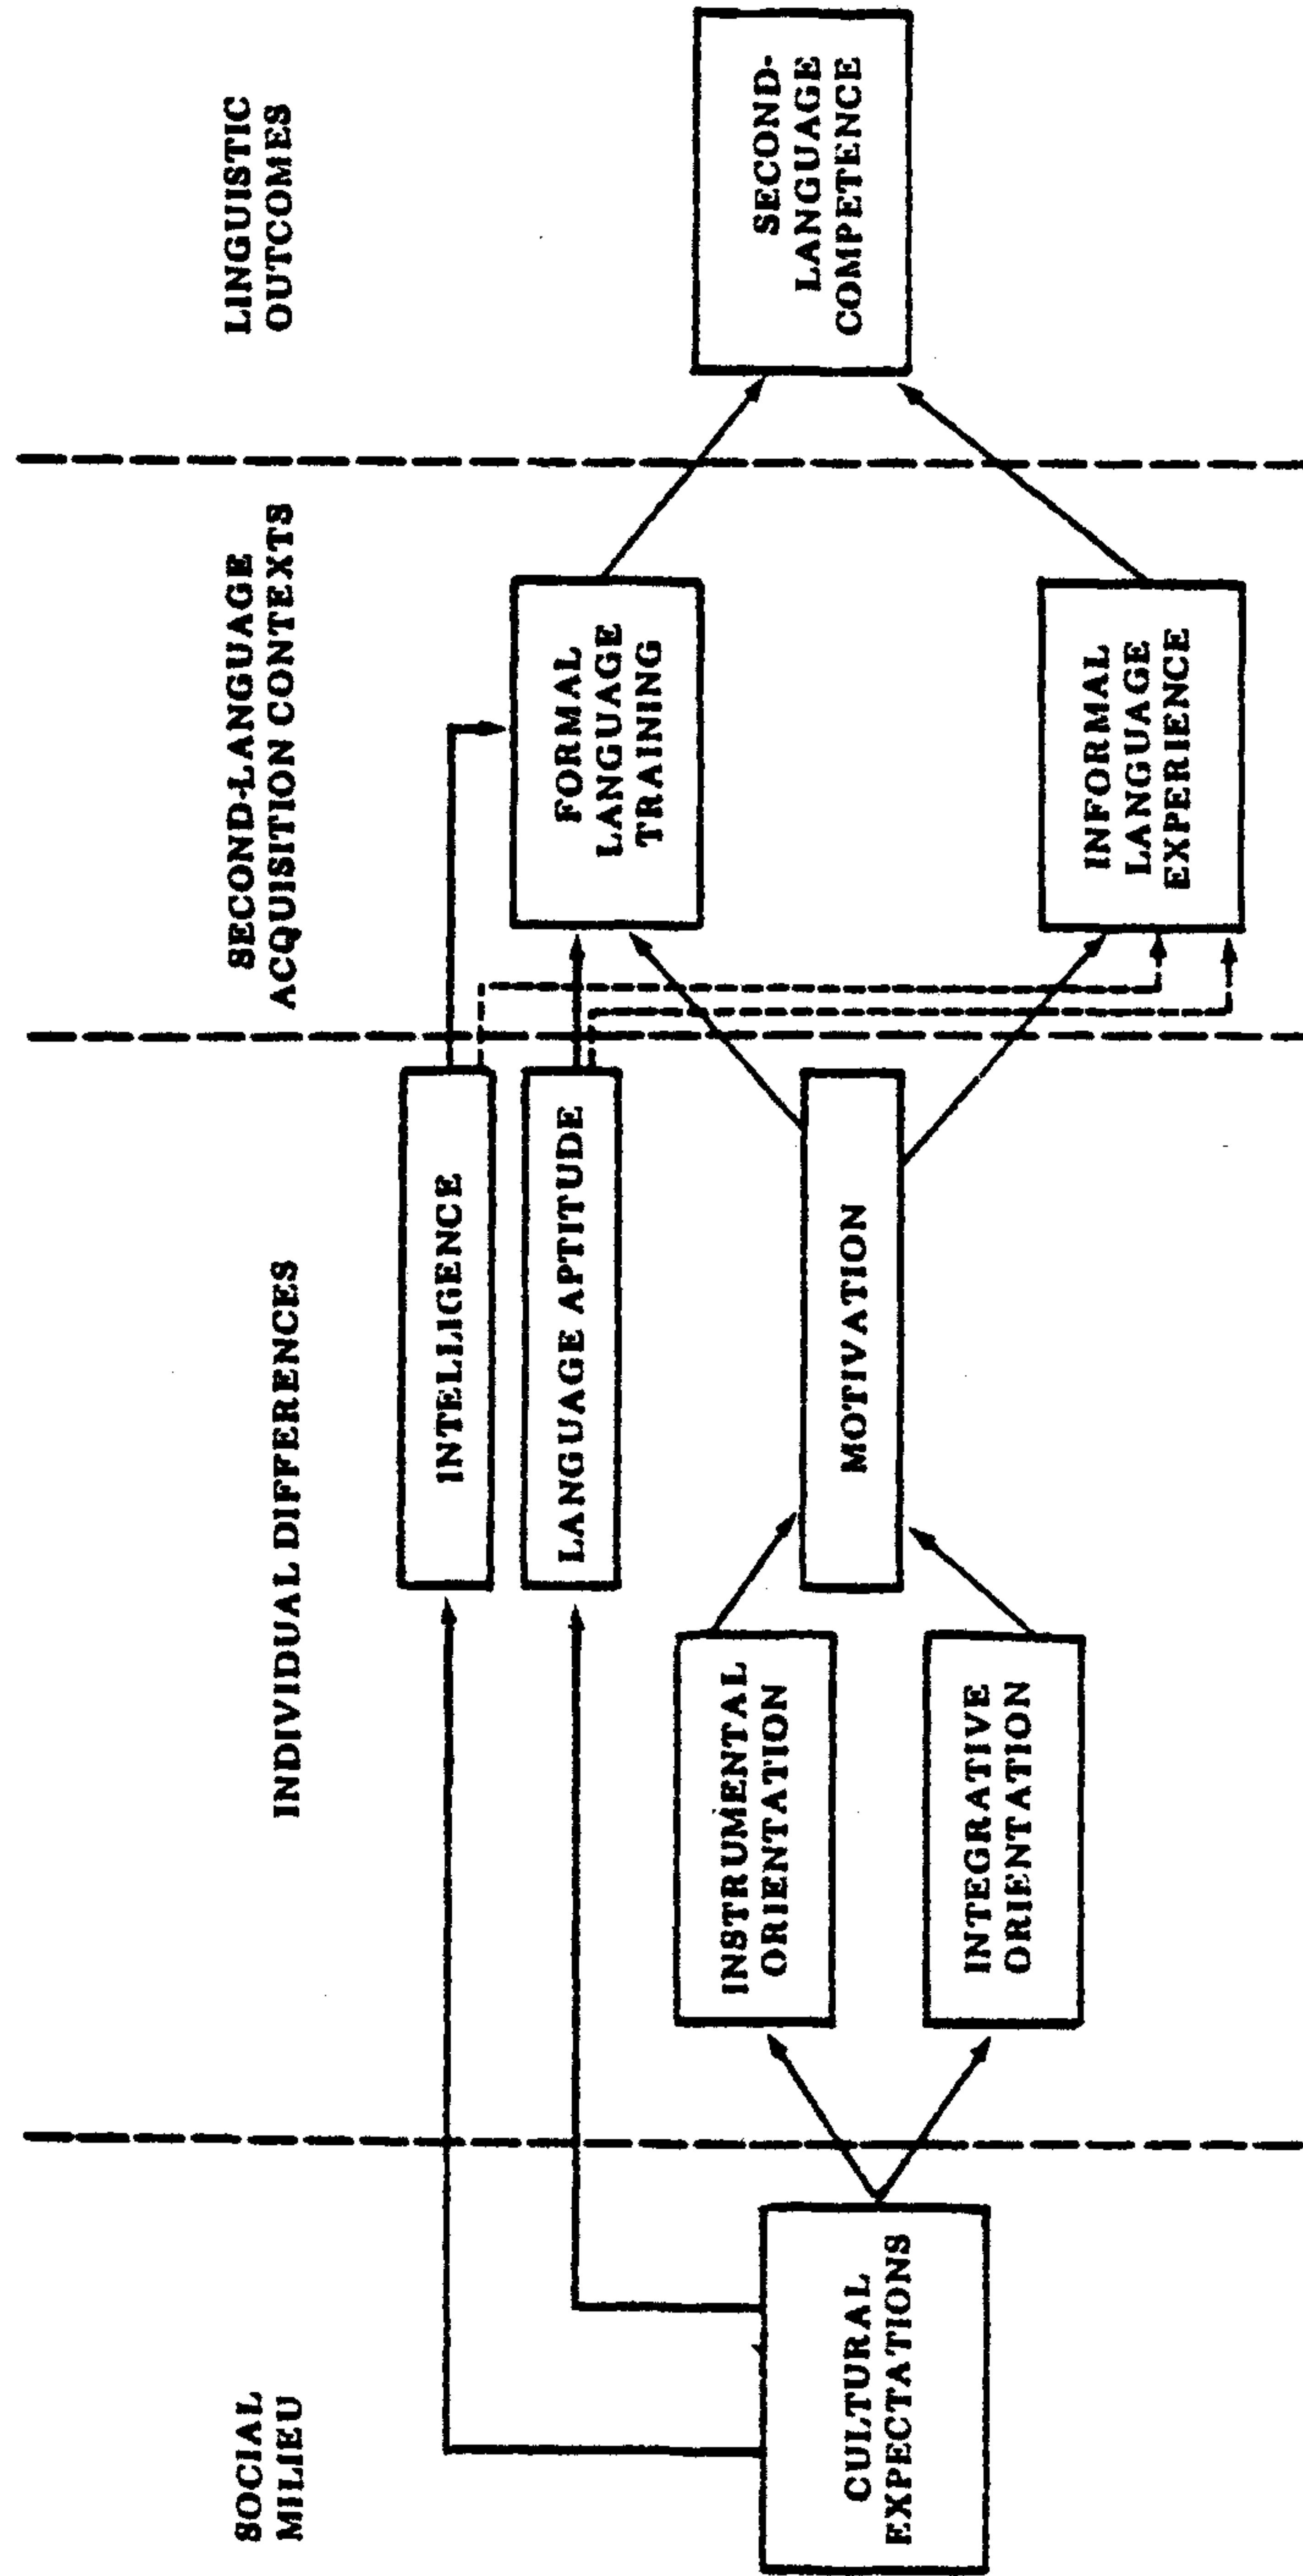 SOCIAL
MILIEU
INDIVIDUAL DIFFERENCES
SECOND-LANGUAGE
ACQUISITION CONTEXTS
LINGUISTIC
OUTCOMES
CULTURAL
EXPECTATIONS
INTELLIGENCE
LANGUAGE APTITUDE
INSTRUMENTAL
ORIENTATION
INTEGRATIVE
ORIENTATION
MOTIVATION
FORMAL
LANGUAGE
TRAINING
INFORMAL
LANGUAGE
EXPERIENCE
SECOND-
LANGUAGE
COMPETENCE